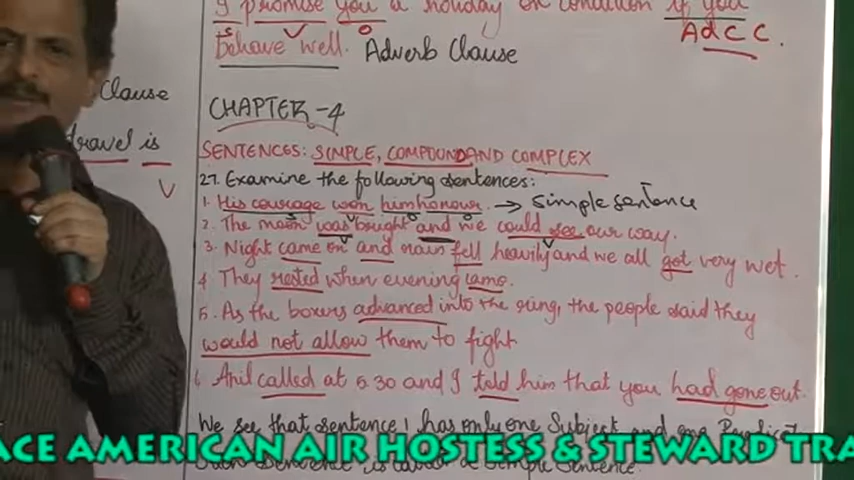 I promise you a holiday on condition if you
S V O
behave well. Adverb Clause AdCC.
Clause
travel is
V
CHAPTER-4
SENTENCES: SIMPLE, COMPOUND AND COMPLEX
27. Examine the following sentences:
1. His courage won him honour. → Simple sentence
2. The moon was bright and we could see our way.
3. Night came on and rain fell heavily and we all got very wet.
4 They rested when evening came.
5. As the boxers advanced into the ring, the people said they
would not allow them to fight
6 Anil called at 5 30 and I told him that you had gone out.
We see that sentence 1 has only one Subject and one
ACE AMERICAN AIR HOSTESS & STEWARD TRA
Such sentence is a Simple Sentence.